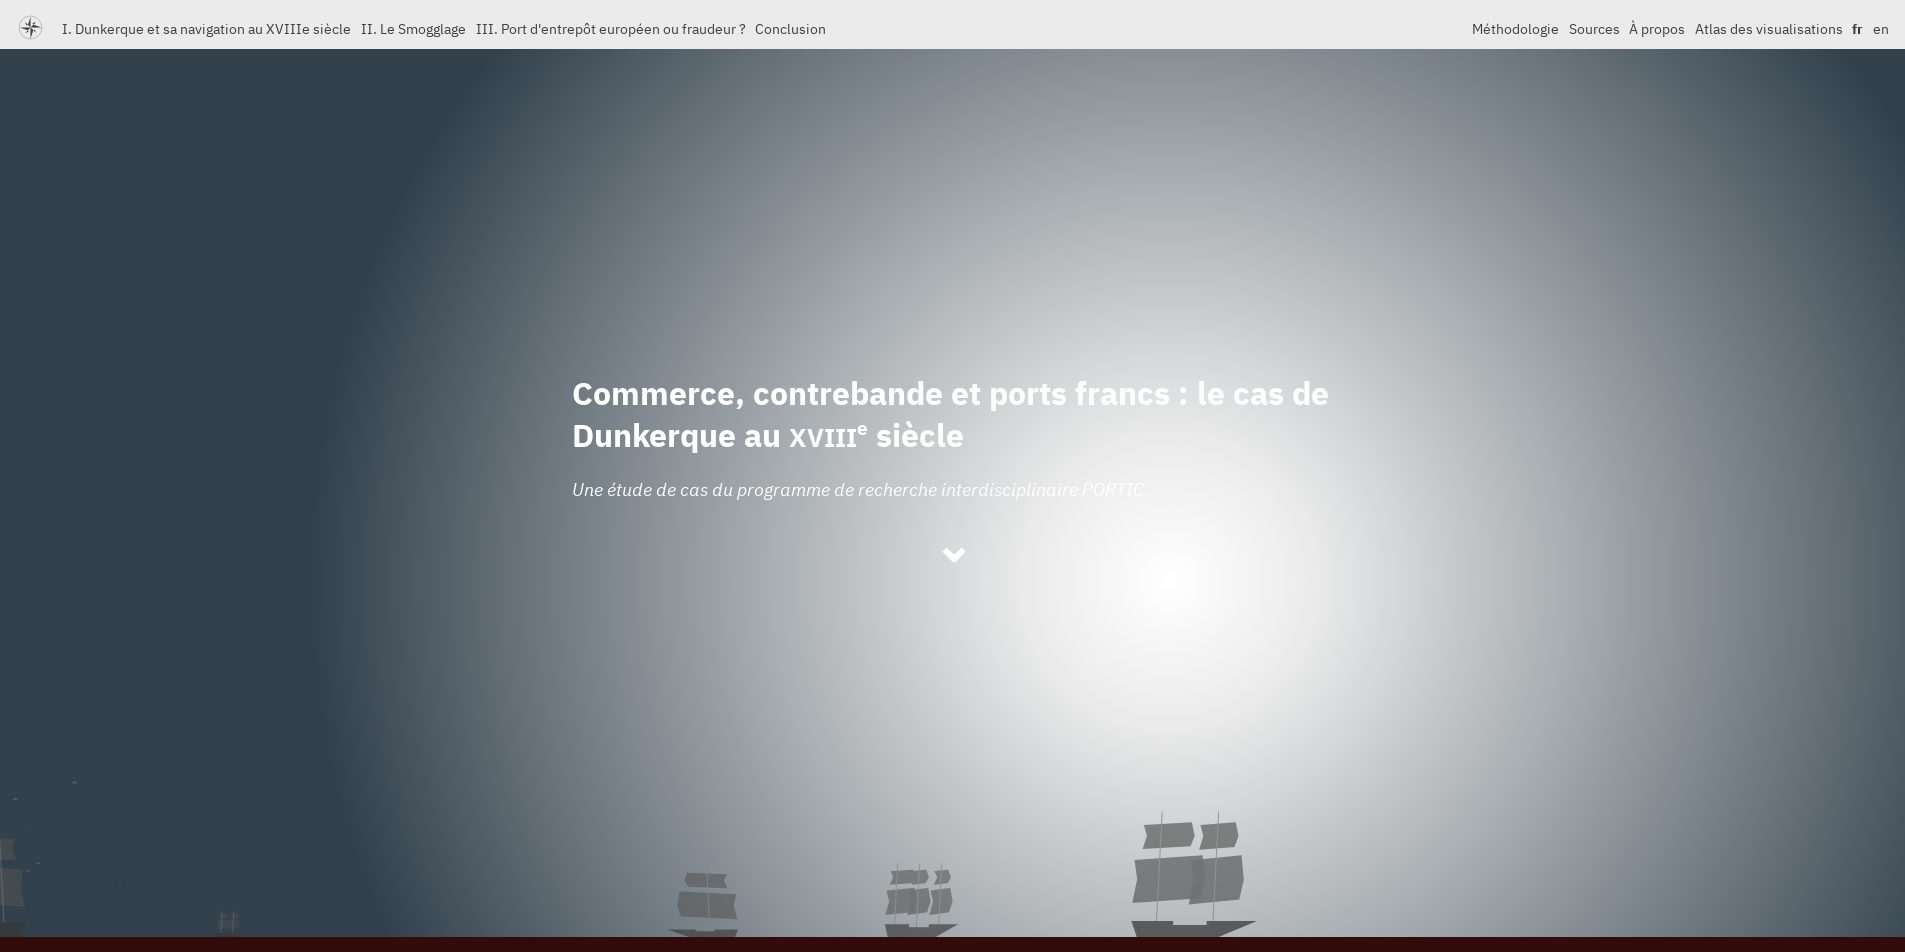 I. Dunkerque et sa navigation au XVIIIe siècle II. Le Smogglage III. Port d'entrepôt européen ou fraudeur ? Conclusion Méthodologie Sources À propos Atlas des visualisations fr en
Commerce, contrebande et ports francs : le cas de
Dunkerque au XVIIIe siècle
Une étude de cas du programme de recherche interdisciplinaire PORTIC